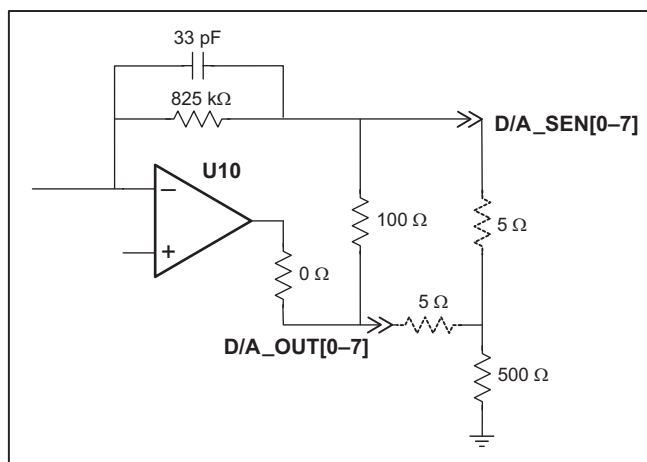 33 pF
825 kΩ
D/A_SEN[0–7]
U10
−
+
100 Ω
5 Ω
0 Ω
5 Ω
D/A_OUT[0–7]
500 Ω